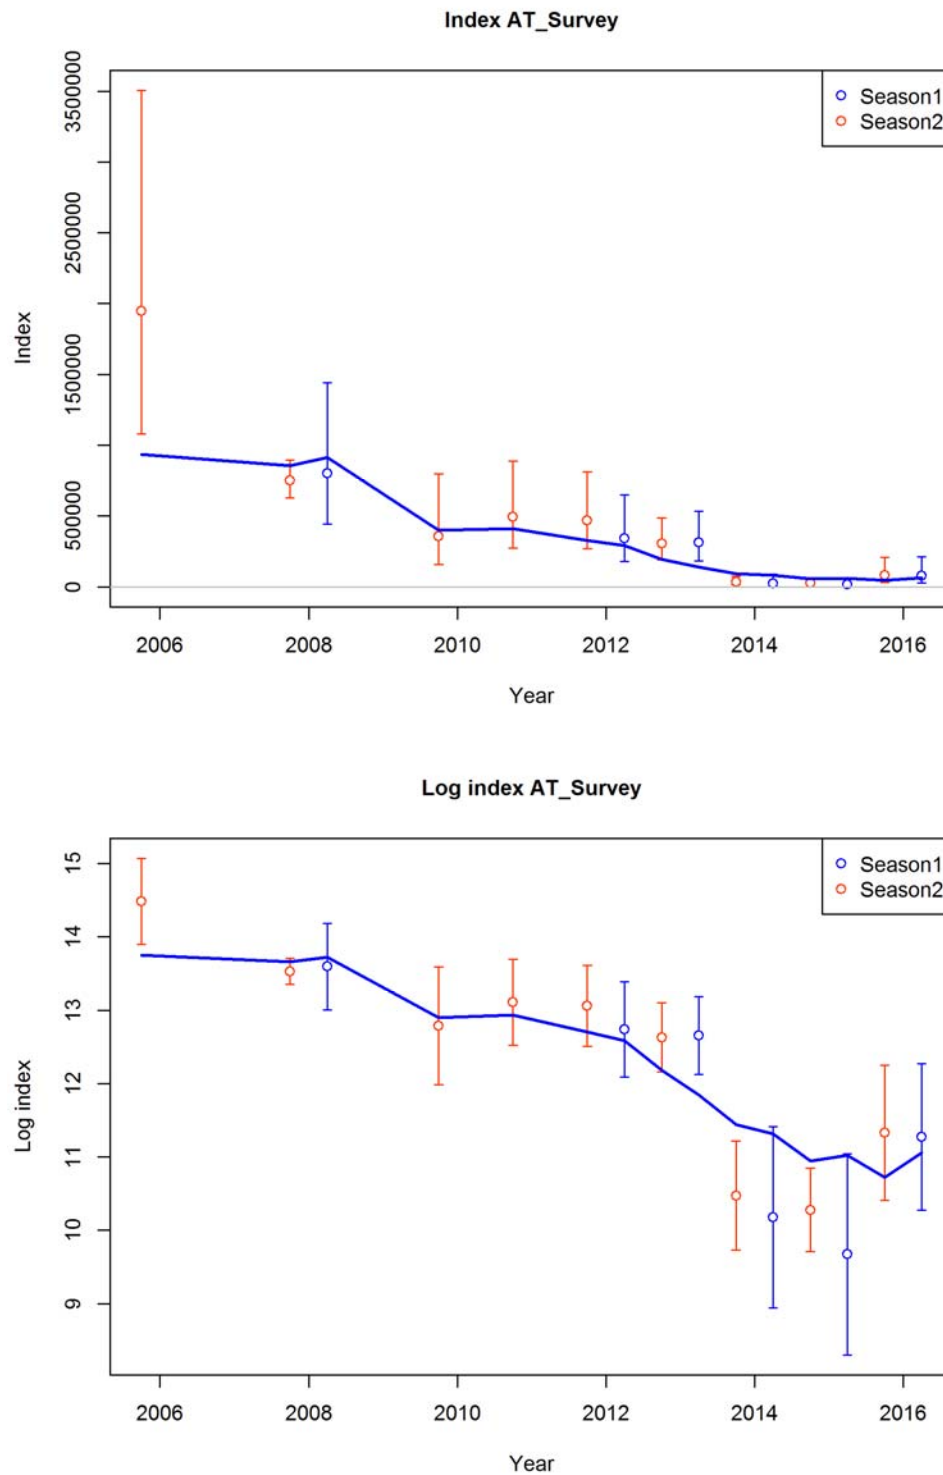 Index AT_Survey
Season1
Season2
3500000
2500000
1500000
500000
0
Index
2006 2008 2010 2012 2014 2016
Year
Log index AT_Survey
Season1
Season2
15
14
13
12
11
10
9
Log index
2006 2008 2010 2012 2014 2016
Year